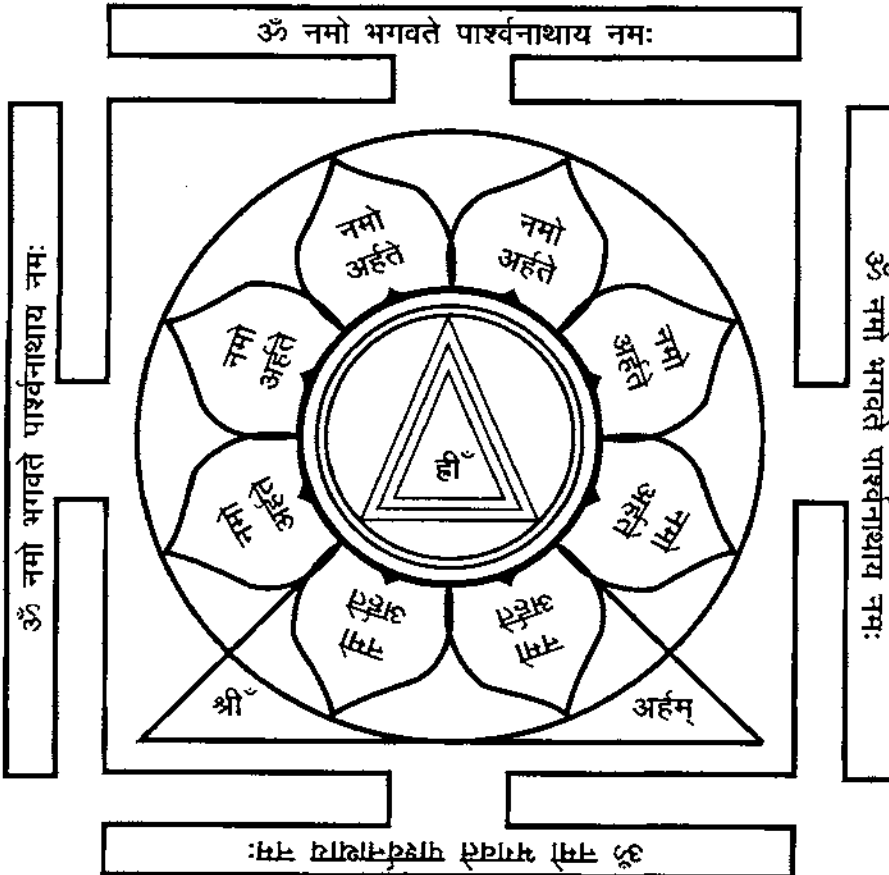 ॐ नमो भगवते पार्श्वनाथाय नमः
ॐ नमो भगवते पार्श्वनाथाय नमः
ॐ नमो भगवते पार्श्वनाथाय नमः
नमो
अर्हते
नमो
अर्हते
नमो
अर्हते
नमो
अर्हते
ह्रीँ
नमो
अर्हते
नमो
अर्हते
नमो
अर्हते
नमो
अर्हते
श्रीँ
अर्हम्
ॐ नमो भगवते पार्श्वनाथाय नमः